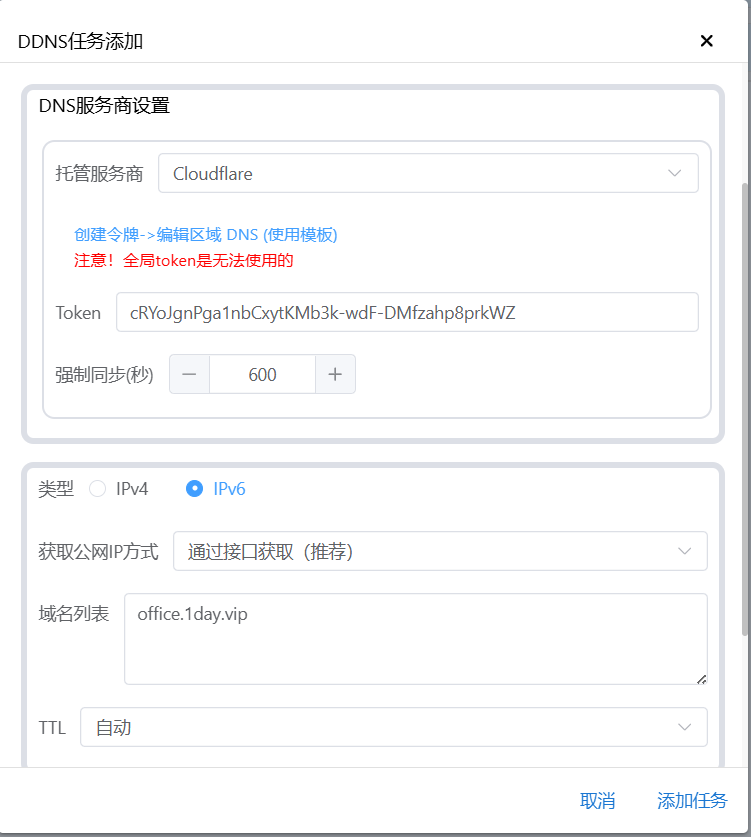 DDNS任务添加
DNS服务商设置
托管服务商 Cloudflare
创建令牌->编辑区域 DNS (使用模板)
注意！全局token是无法使用的
Token cRYoJgnPga1nbCxytKMb3k-wdF-DMfzahp8prkWZ
强制同步(秒) 600
类型 IPv4 IPv6
获取公网IP方式 通过接口获取（推荐）
域名列表 office.1day.vip
TTL 自动
取消 添加任务